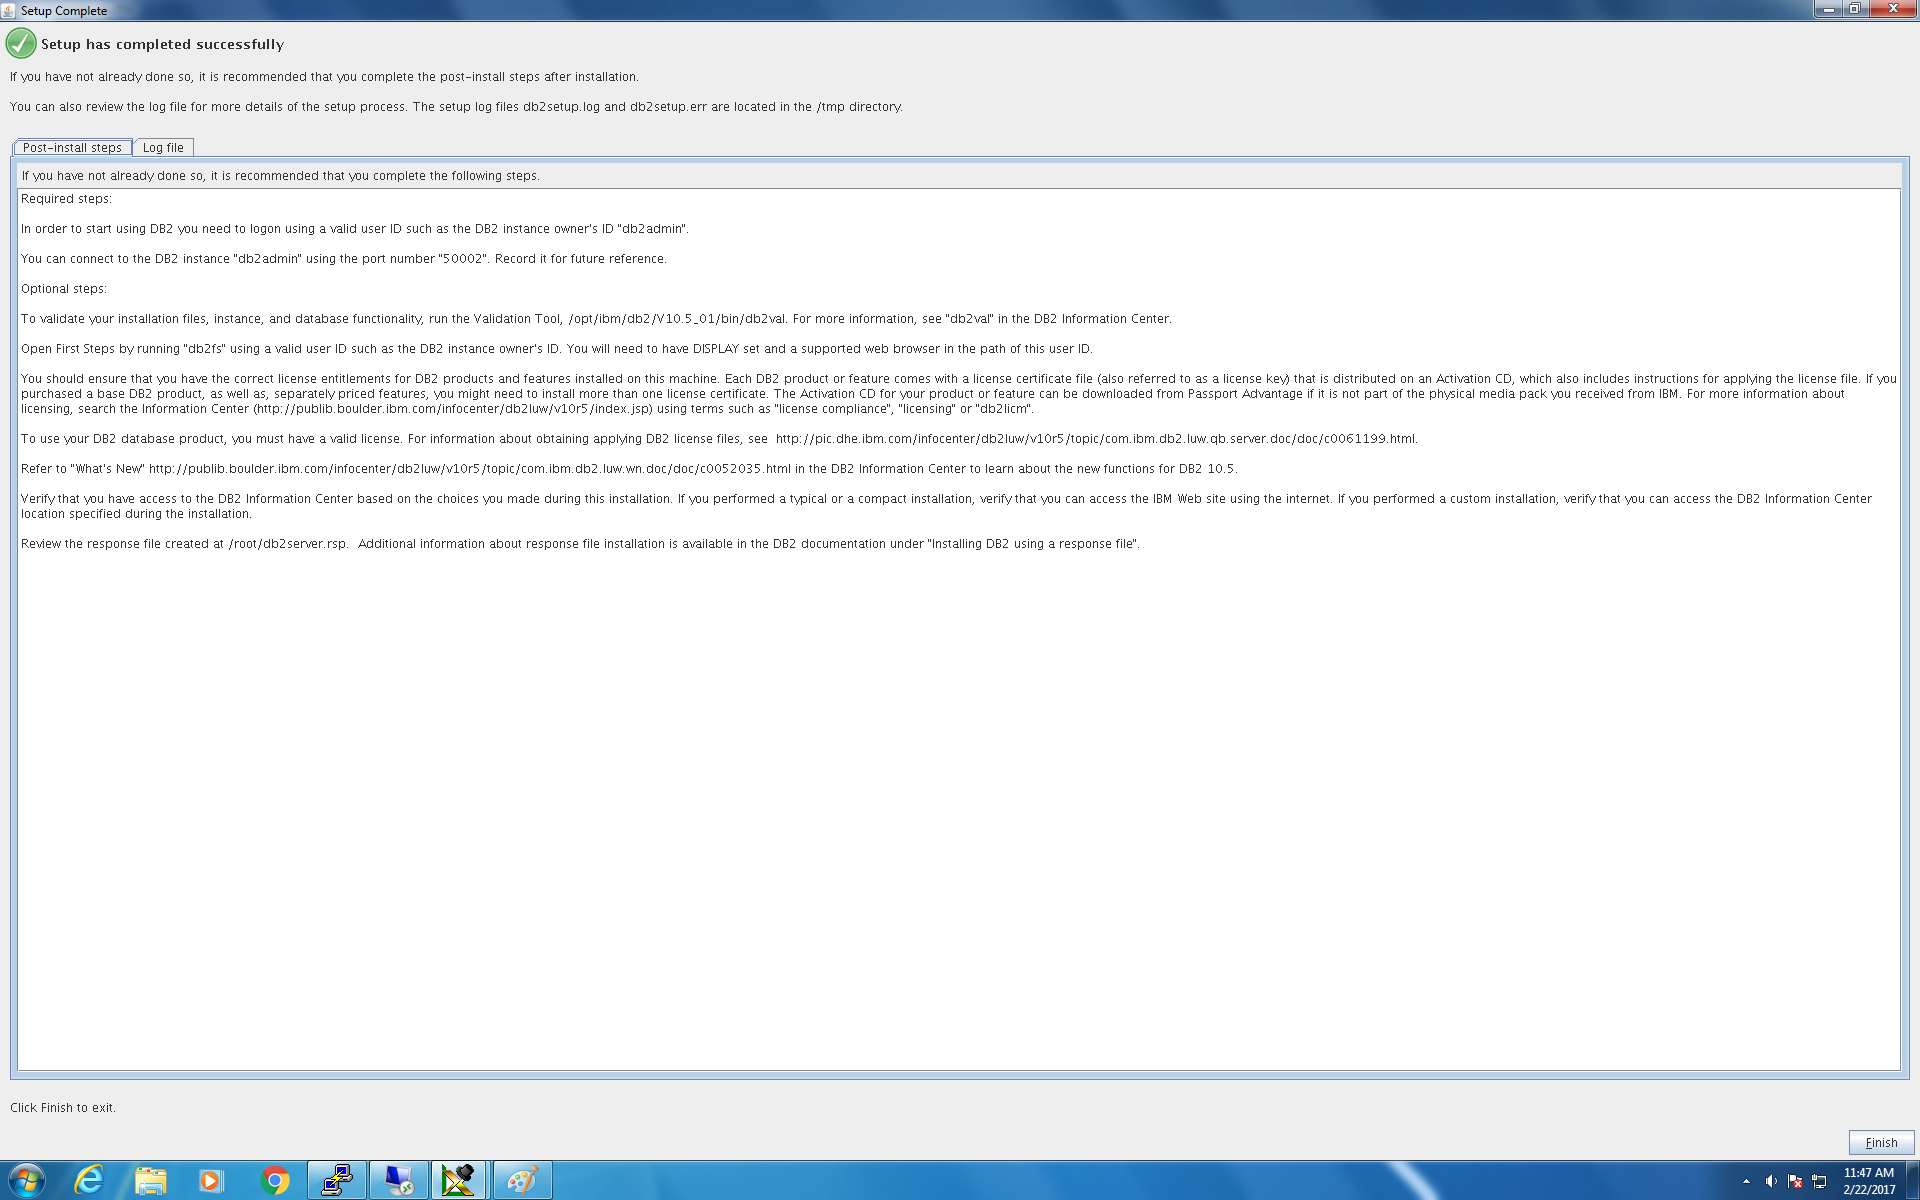 Setup Complete
Setup has completed successfully
If you have not already done so, it is recommended that you complete the post-install steps after installation.
You can also review the log file for more details of the setup process. The setup log files db2setup.log and db2setup.err are located in the /tmp directory.
Post-install steps
Log file
If you have not already done so, it is recommended that you complete the following steps.
Required steps:
In order to start using DB2 you need to logon using a valid user ID such as the DB2 instance owner's ID "db2admin".
You can connect to the DB2 instance "db2admin" using the port number "50002". Record it for future reference.
Optional steps:
To validate your installation files, instance, and database functionality, run the Validation Tool, /opt/ibm/db2/V10.5_01/bin/db2val. For more information, see "db2val" in the DB2 Information Center.
Open First Steps by running "db2fs" using a valid user ID such as the DB2 instance owner's ID. You will need to have DISPLAY set and a supported web browser in the path of this user ID.
You should ensure that you have the correct license entitlements for DB2 products and features installed on this machine. Each DB2 product or feature comes with a license certificate file (also referred to as a license key) that is distributed on an Activation CD, which also includes instructions for applying the license file. If you
purchased a base DB2 product, as well as, separately priced features, you might need to install more than one license certificate. The Activation CD for your product or feature can be downloaded from Passport Advantage if it is not part of the physical media pack you received from IBM. For more information about
licensing, search the Information Center (http://publib.boulder.ibm.com/infocenter/db2luw/v10r5/index.jsp) using terms such as "license compliance", "licensing" or "db2licm".
To use your DB2 database product, you must have a valid license. For information about obtaining applying DB2 license files, see  http://pic.dhe.ibm.com/infocenter/db2luw/v10r5/topic/com.ibm.db2.luw.qb.server.doc/doc/c0061199.html.
Refer to "What's New" http://publib.boulder.ibm.com/infocenter/db2luw/v10r5/topic/com.ibm.db2.luw.wn.doc/doc/c0052035.html in the DB2 Information Center to learn about the new functions for DB2 10.5.
Verify that you have access to the DB2 Information Center based on the choices you made during this installation. If you performed a typical or a compact installation, verify that you can access the IBM Web site using the internet. If you performed a custom installation, verify that you can access the DB2 Information Center
location specified during the installation.
Review the response file created at /root/db2server.rsp.  Additional information about response file installation is available in the DB2 documentation under "Installing DB2 using a response file".
Click Finish to exit.
Finish
11:47 AM
2/22/2017